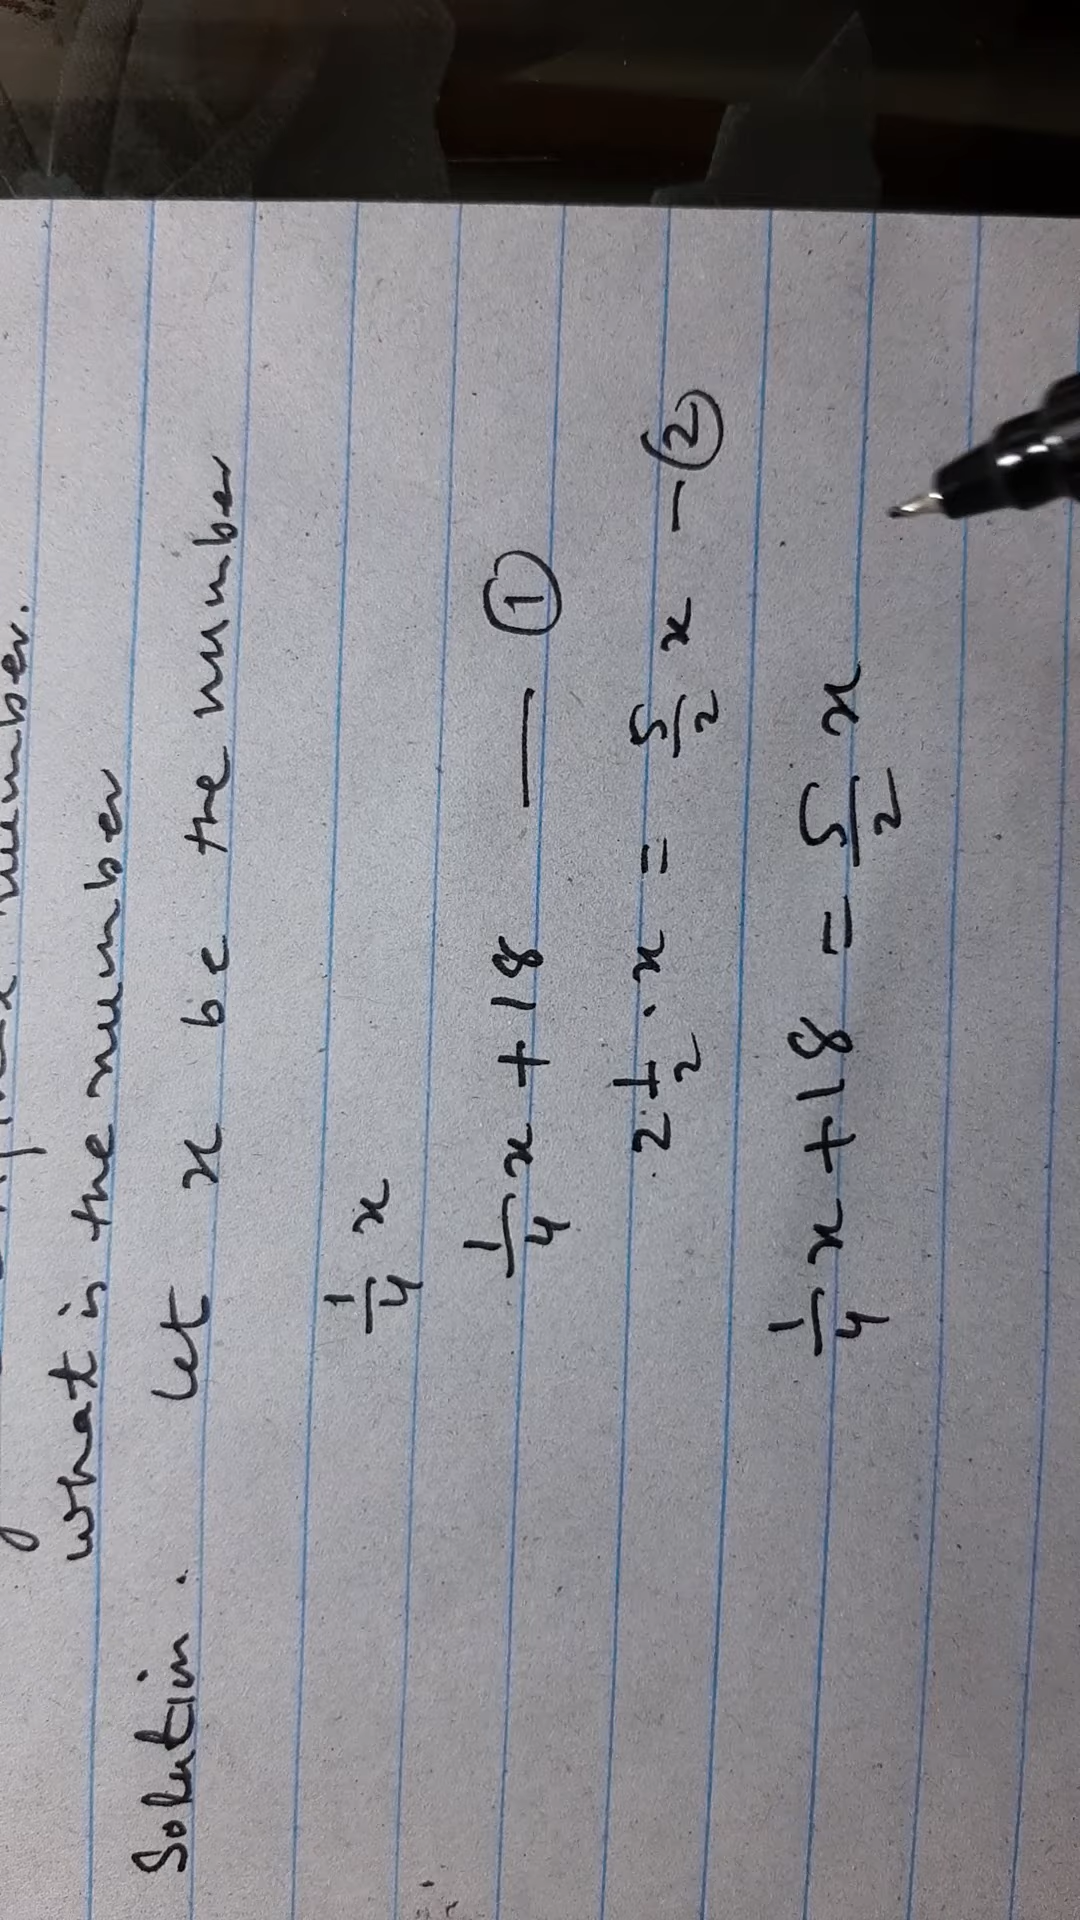 number.
what is the number
Solution. Let x be the number
1/4 x
1/4 x + 18 — ①
2 1/2 . x = 5/2 x - ②
1/4 x + 18 = 5/2 x